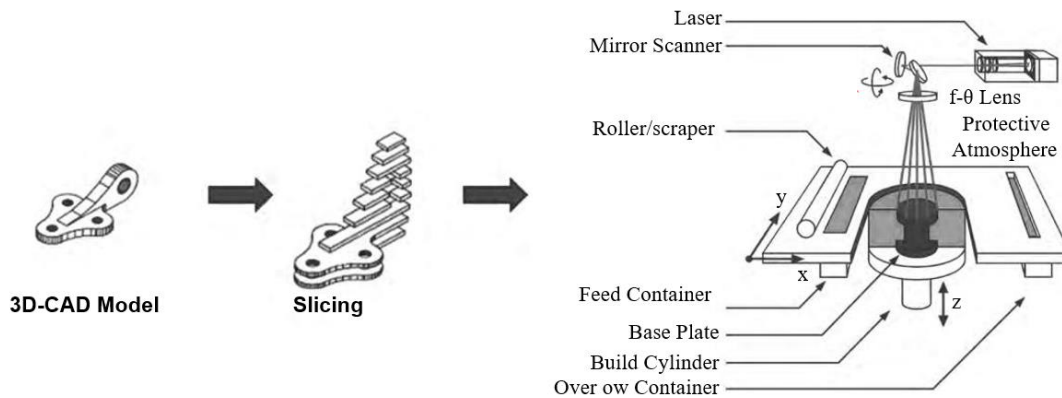 Laser
Mirror Scanner
f-θ Lens
Protective
Atmosphere
Roller/scraper
y
x
z
3D-CAD Model
Slicing
Feed Container
Base Plate
Build Cylinder
Over ow Container